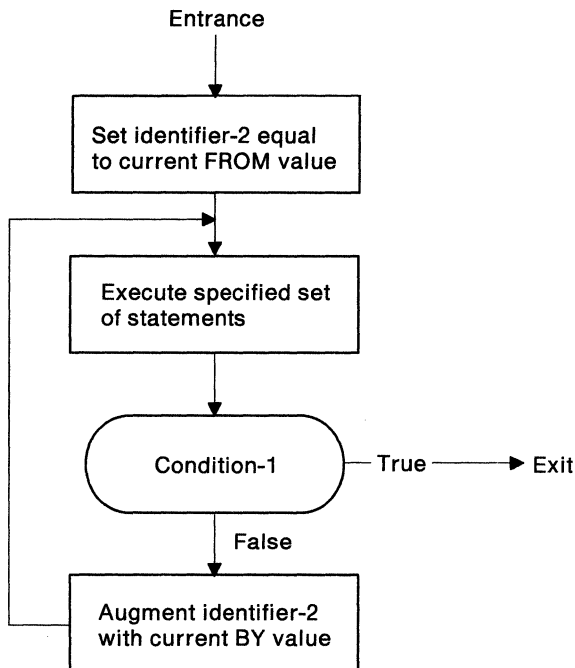 Entrance
Set identifier-2 equal
to current FROM value
Execute specified set
of statements
Condition-1
True
Exit
False
Augment identifier-2
with current BY value